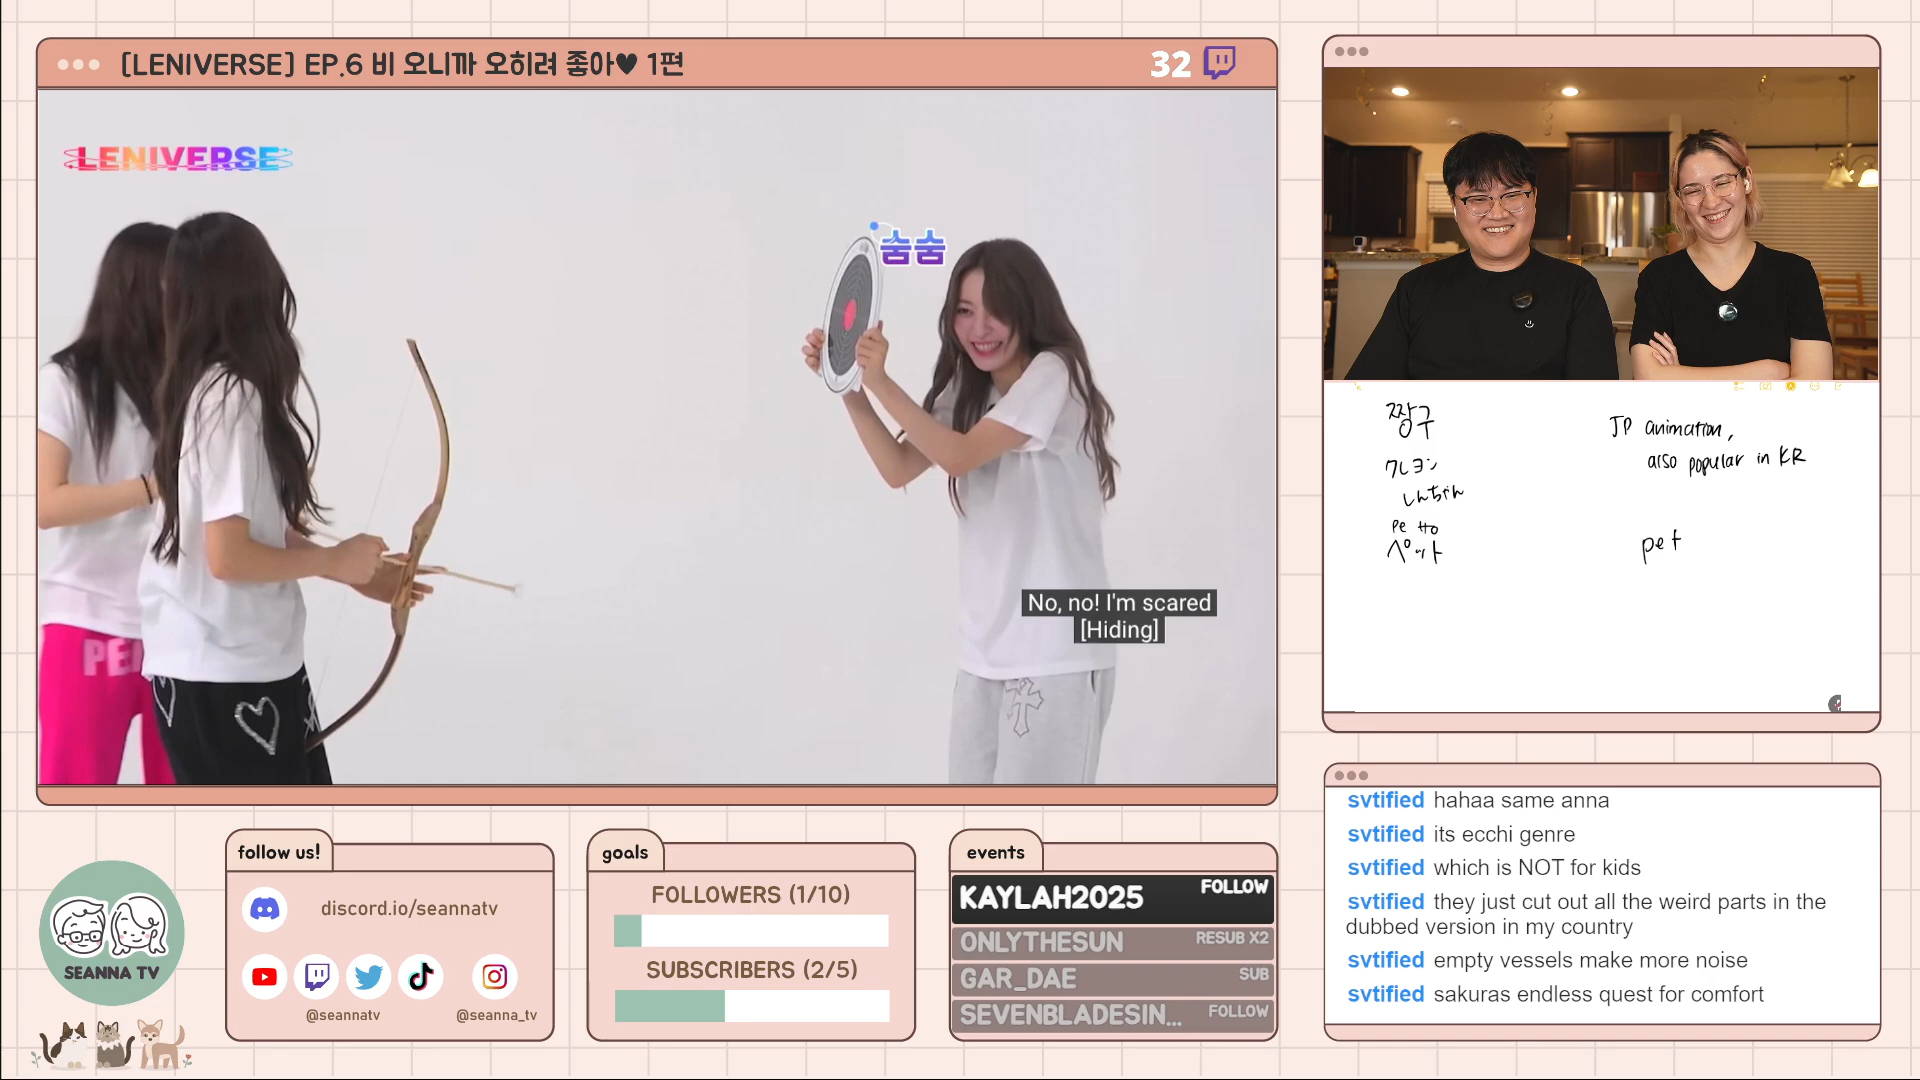 [LENIVERSE] EP.6 비 오니까 오히려 좋아♥ 1편
32
LENIVERSE
숨숨
No, no! I'm scared
[Hiding]
PE
짱구
クレヨン
しんちゃん
Pe tto
ペット
JP animation,
also popular in KR
pet
svtified hahaa same anna
svtified its ecchi genre
svtified which is NOT for kids
svtified they just cut out all the weird parts in the
dubbed version in my country
svtified empty vessels make more noise
svtified sakuras endless quest for comfort
SEANNA TV
follow us!
discord.io/seannatv
@seannatv
@seanna_tv
goals
FOLLOWERS (1/10)
SUBSCRIBERS (2/5)
events
KAYLAH2025 FOLLOW
ONLYTHESUN RESUB X2
GAR_DAE SUB
SEVENBLADESIN... FOLLOW